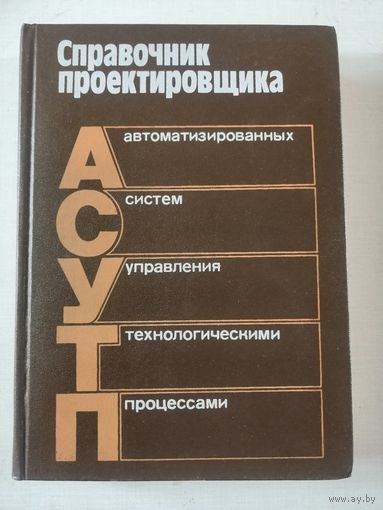 Справочник
проектировщика
А автоматизированных
С систем
У управления
Т технологическими
П процессами
www.ay.by